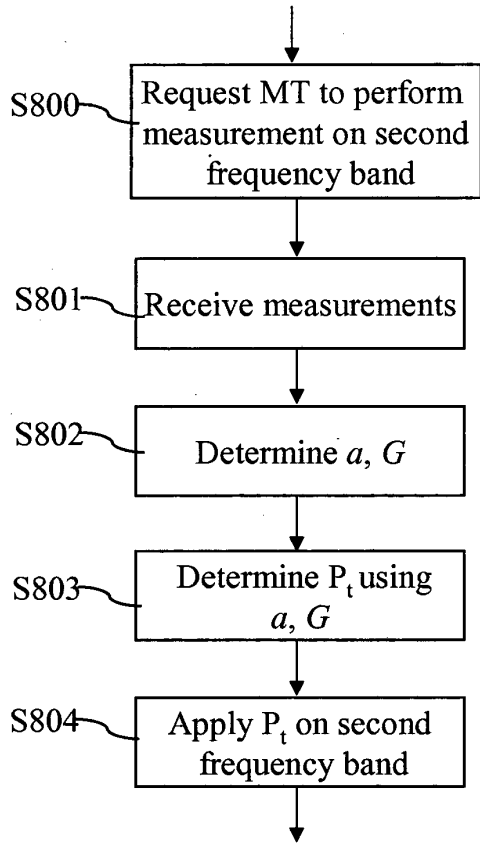 S800
Request MT to perform
measurement on second
frequency band
S801
Receive measurements
S802
Determine a, G
S803
Determine Pt using
a, G
S804
Apply Pt on second
frequency band